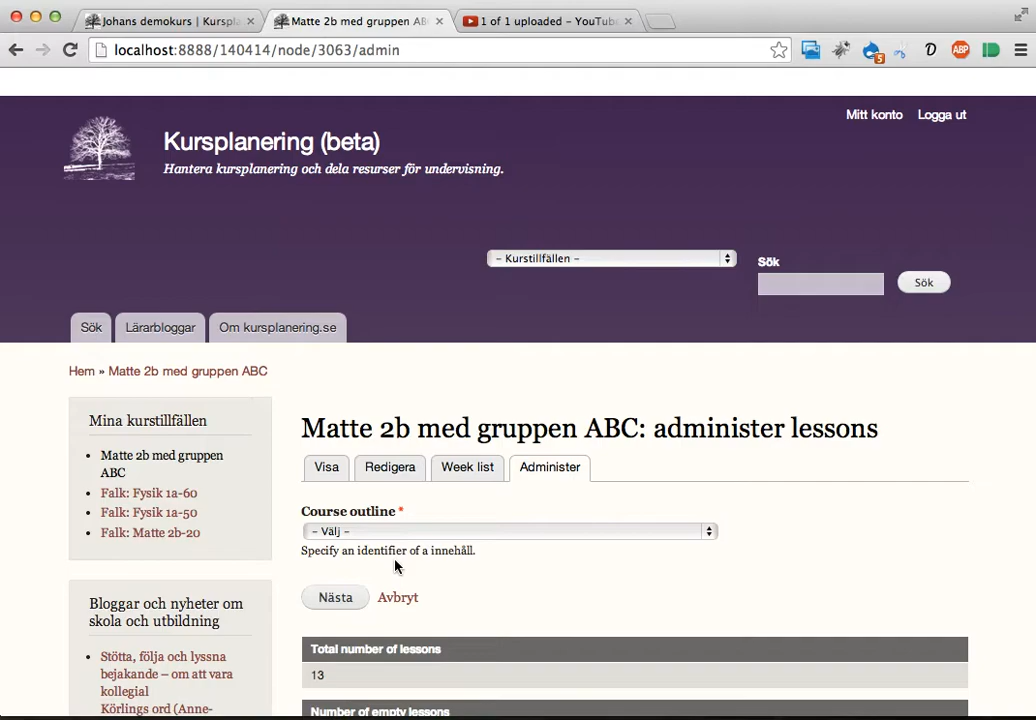 Johans demokurs | Kurspla
Matte 2b med gruppen ABC
1 of 1 uploaded – YouTube
localhost:8888/140414/node/3063/admin
5
D
ABP
Mitt konto
Logga ut
Kursplanering (beta)
Hantera kursplanering och dela resurser för undervisning.
– Kurstillfällen –
Sök
Sök
Sök
Lärarbloggar
Om kursplanering.se
Hem » Matte 2b med gruppen ABC
Mina kurstillfällen
Matte 2b med gruppen
ABC
Falk: Fysik 1a-60
Falk: Fysik 1a-50
Falk: Matte 2b-20
Bloggar och nyheter om
skola och utbildning
Stötta, följa och lyssna
bejakande – om att vara
kollegial
Körlings ord (Anne-
Matte 2b med gruppen ABC: administer lessons
Visa
Redigera
Week list
Administer
Course outline *
– Välj –
Specify an identifier of a innehåll.
Nästa
Avbryt
Total number of lessons
13
Number of empty lessons